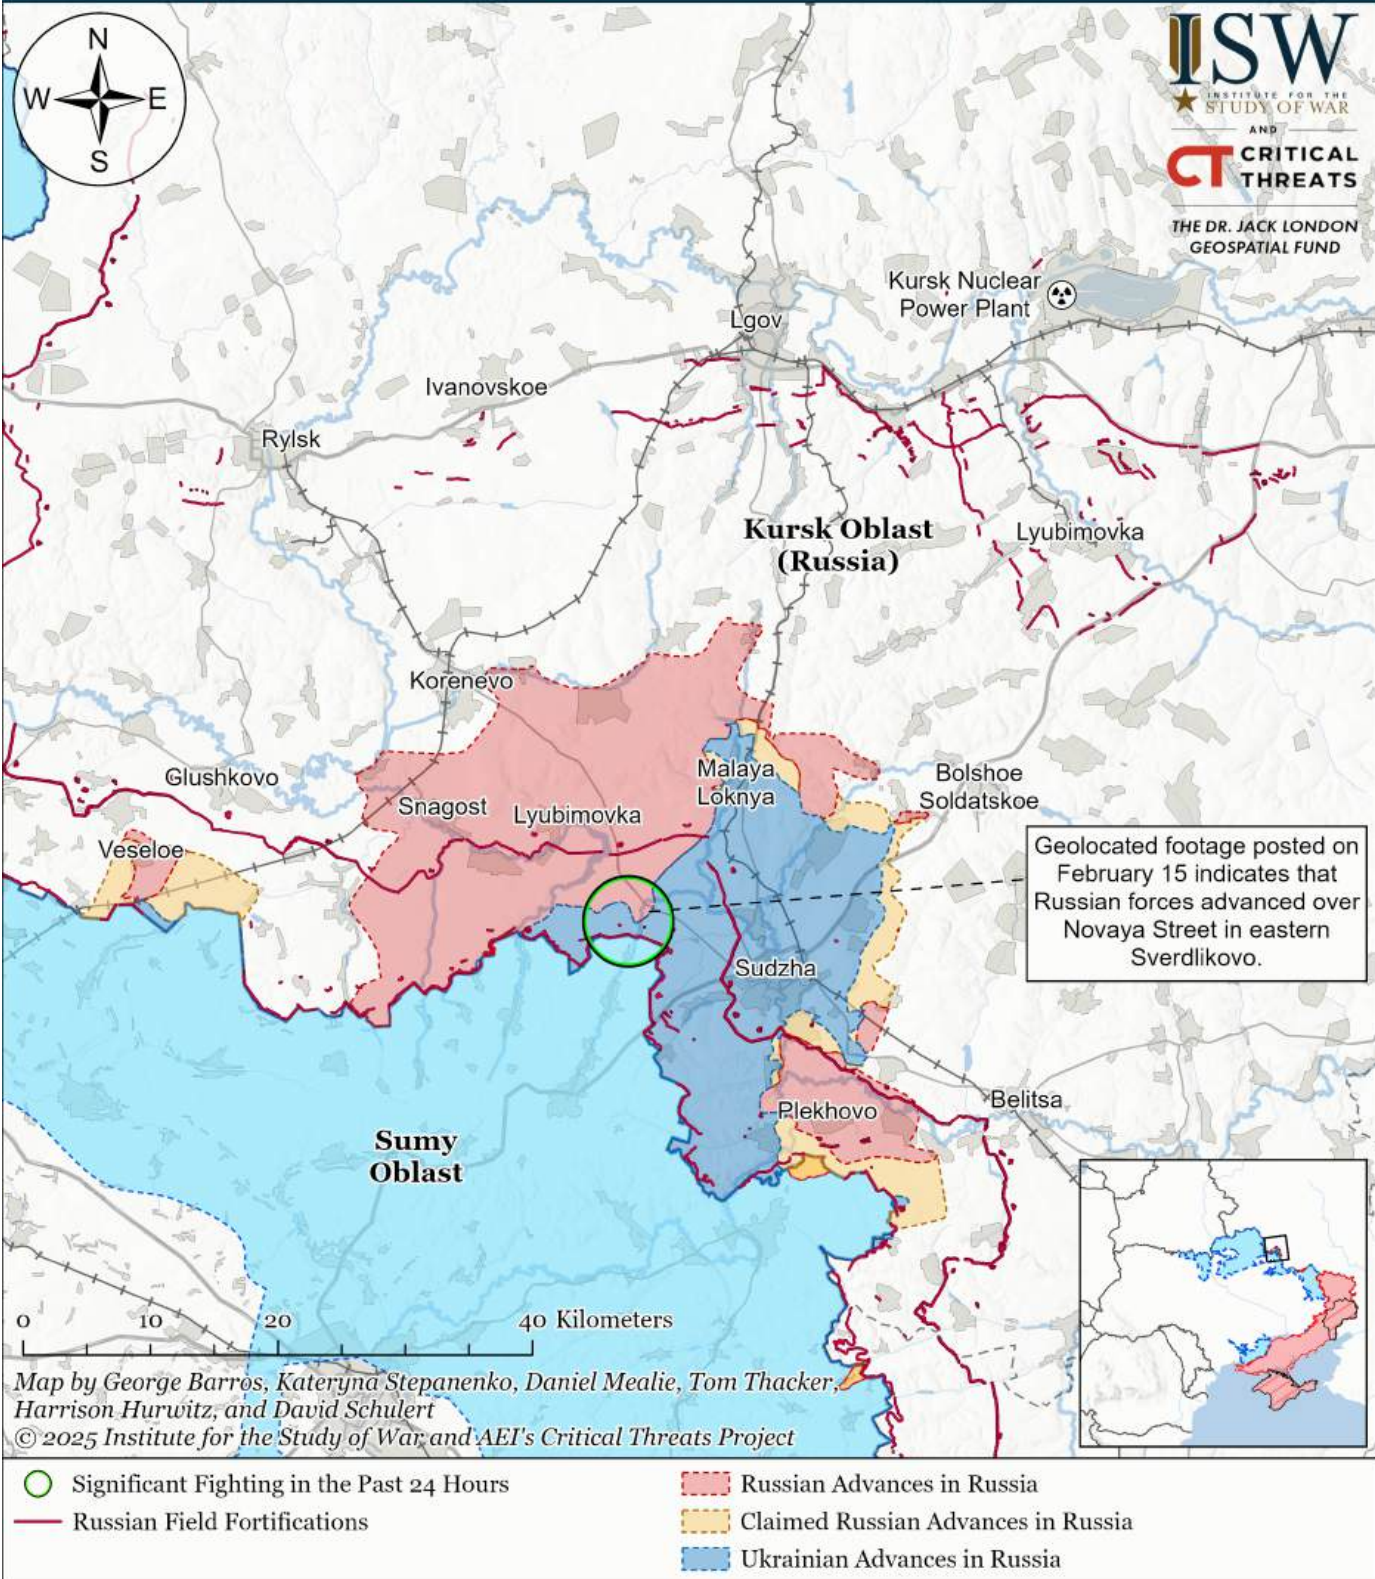 N
W
E
S
ISW
INSTITUTE FOR THE
STUDY OF WAR
AND
CT CRITICAL
THREATS
THE DR. JACK LONDON
GEOSPATIAL FUND
Kursk Nuclear
Power Plant
Lgov
Ivanovskoe
Rylsk
Kursk Oblast
(Russia)
Lyubimovka
Korenevo
Glushkovo
Malaya
Loknya
Bolshoe
Soldatskoe
Snagost
Lyubimovka
Veseloe
Geolocated footage posted on
February 15 indicates that
Russian forces advanced over
Novaya Street in eastern
Sverdlikovo.
Sudzha
Belitsa
Plekhovo
Sumy
Oblast
0 10 20 40 Kilometers
Map by George Barros, Kateryna Stepanenko, Daniel Mealie, Tom Thacker,
Harrison Hurwitz, and David Schulert
© 2025 Institute for the Study of War and AEI's Critical Threats Project
Significant Fighting in the Past 24 Hours
Russian Field Fortifications
Russian Advances in Russia
Claimed Russian Advances in Russia
Ukrainian Advances in Russia